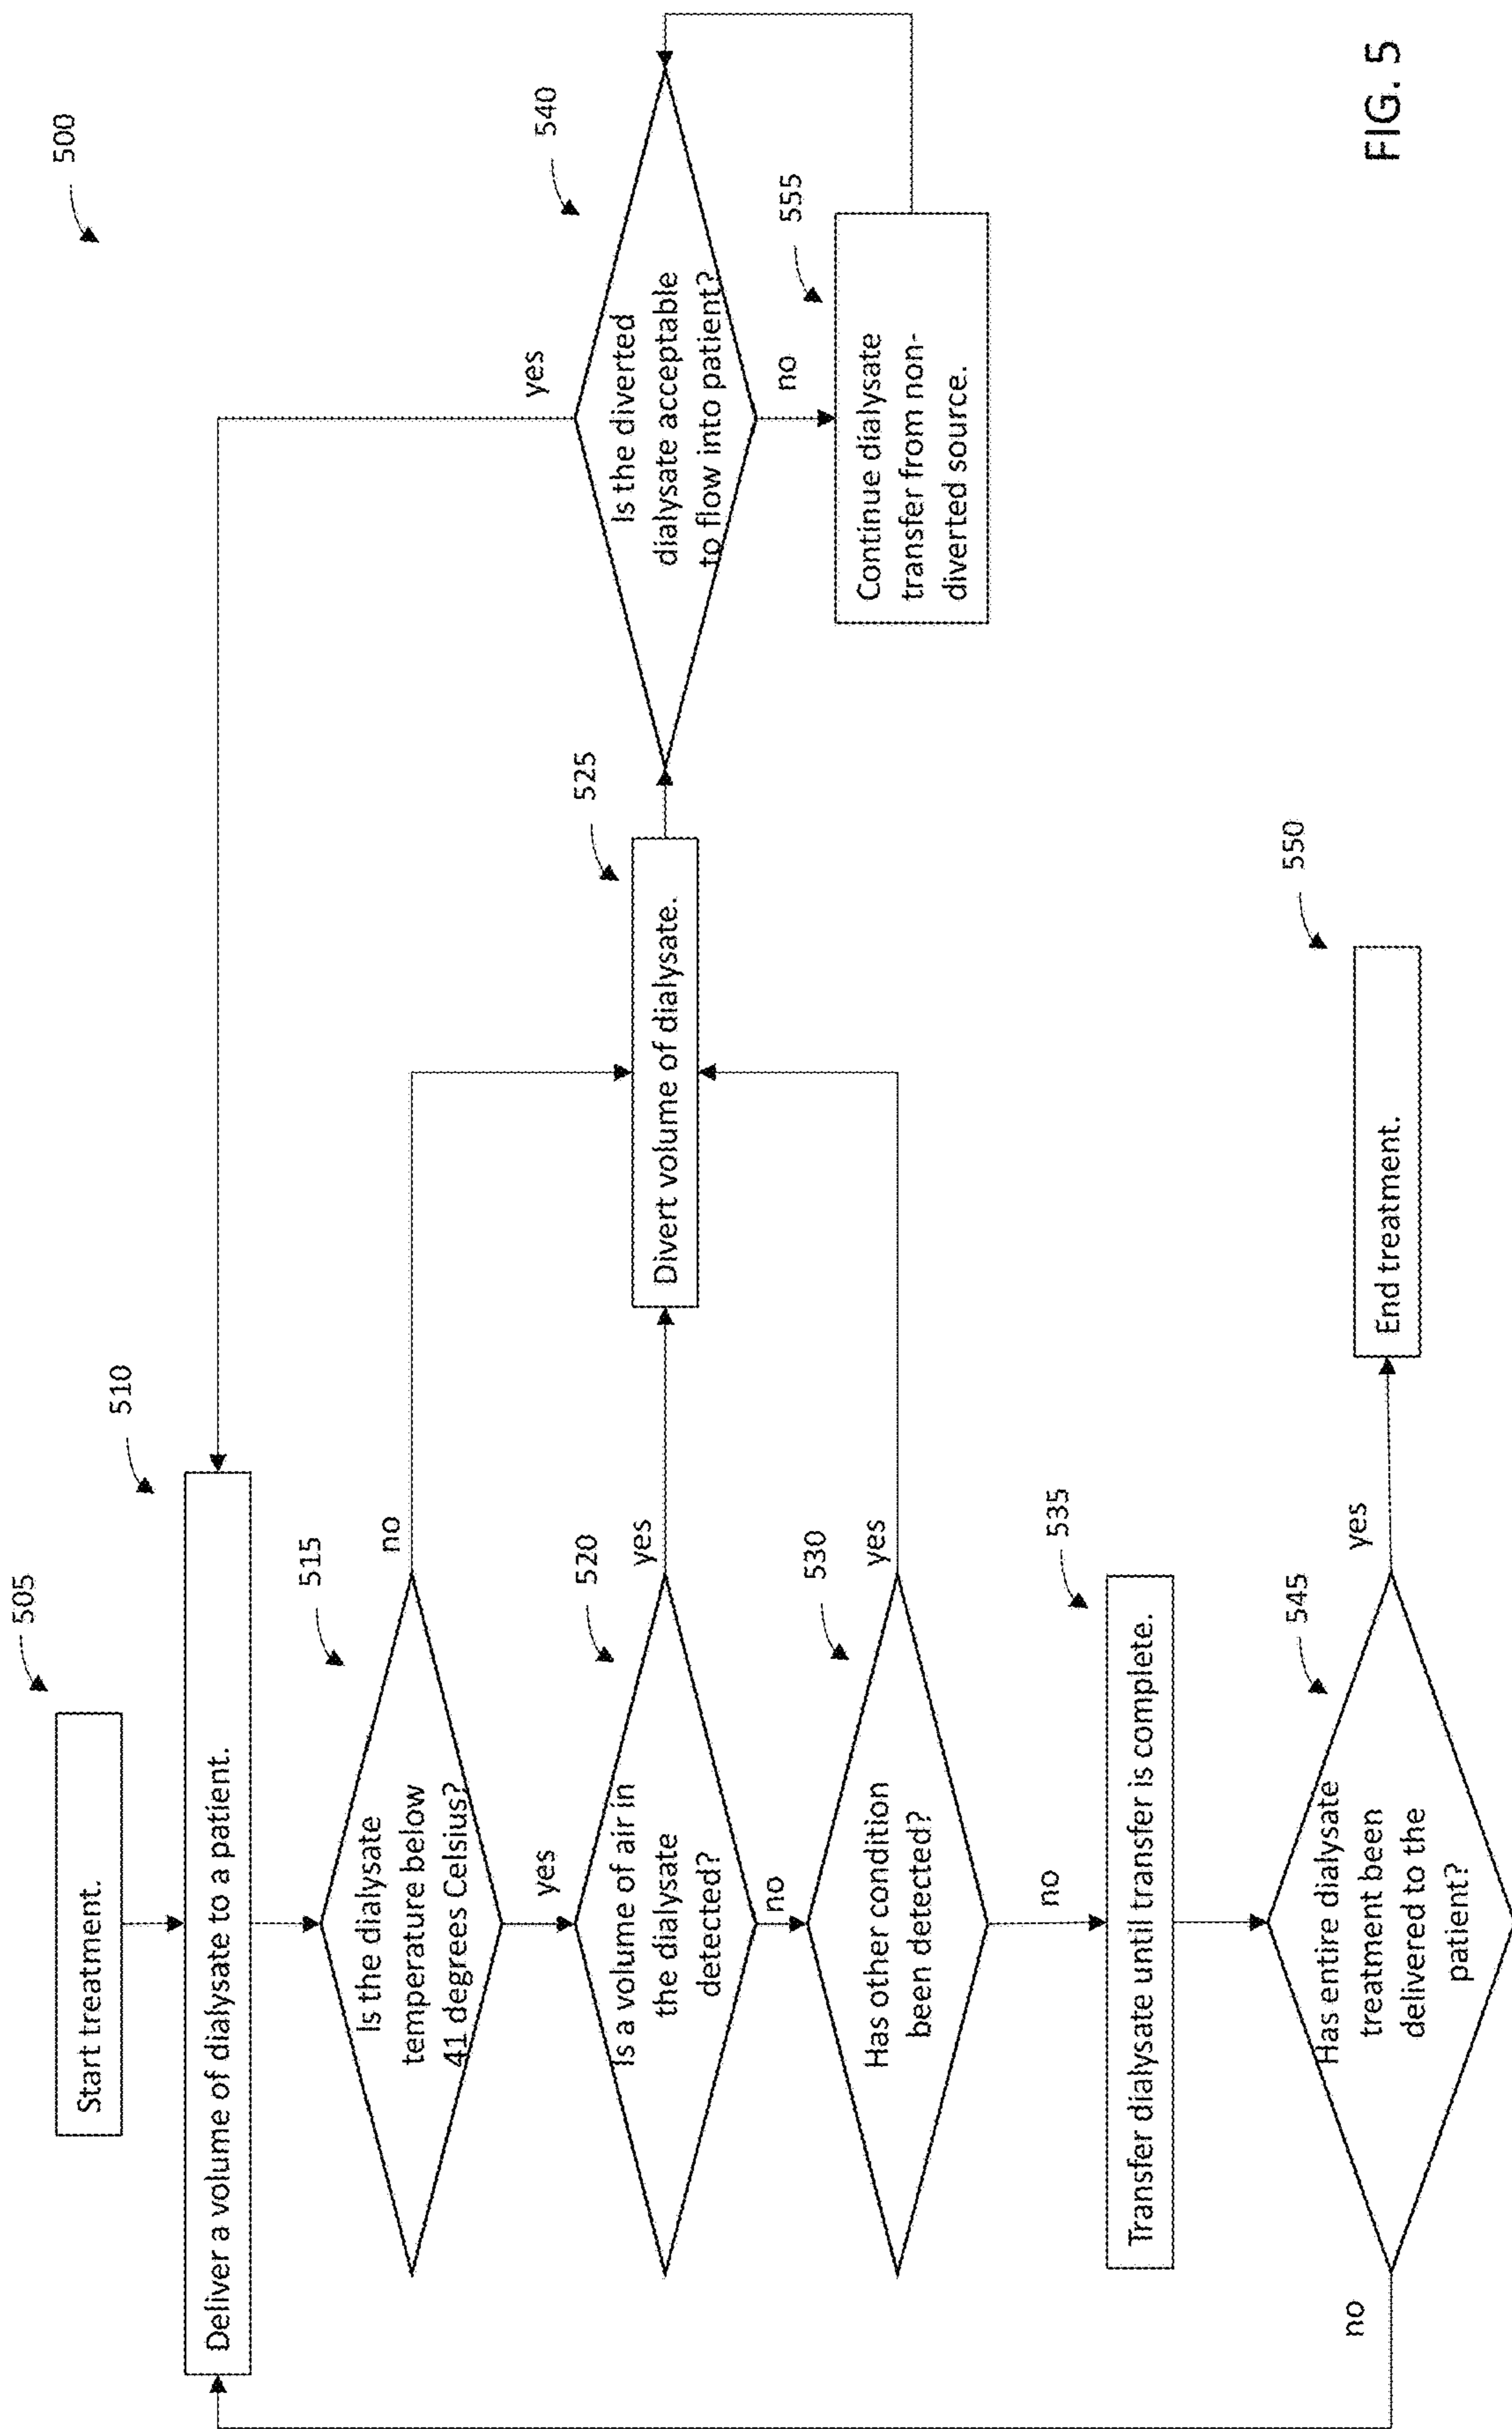 500
505
Start treatment.
510
Deliver a volume of dialysate to a patient.
515
Is the dialysate
temperature below
41 degrees Celsius?
no
yes
520
Is a volume of air in
the dialysate
detected?
yes
no
525
Divert volume of dialysate.
540
Is the diverted
dialysate acceptable
to flow into patient?
yes
no
555
Continue dialysate
transfer from non-
diverted source.
530
Has other condition
been detected?
yes
no
535
Transfer dialysate until transfer is complete.
545
Has entire dialysate
treatment been
delivered to the
patient?
no
yes
550
End treatment.
FIG. 5